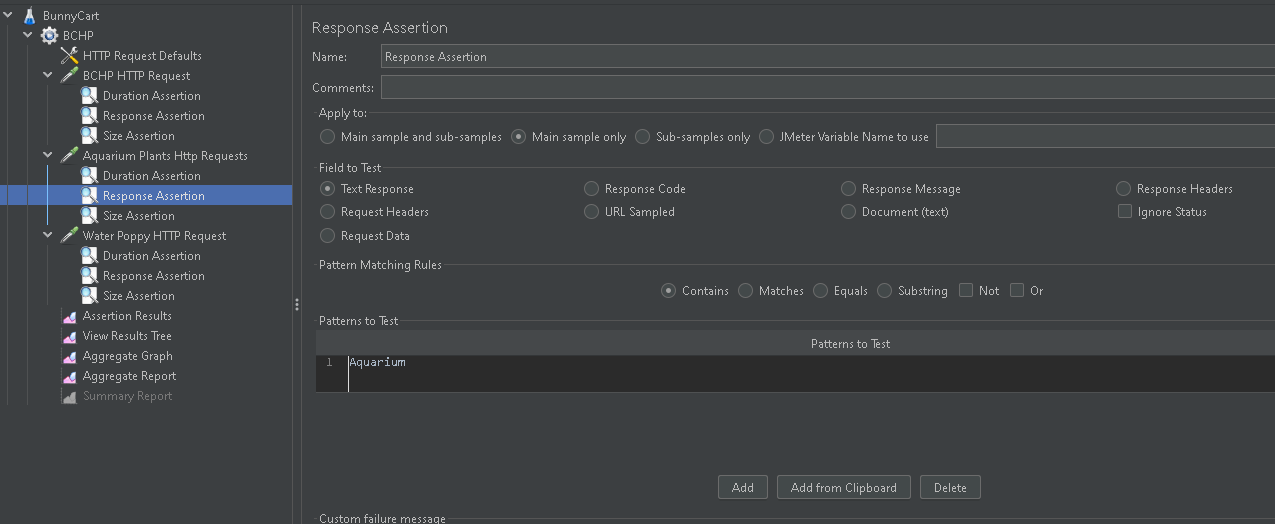 BunnyCart
BCHP
HTTP Request Defaults
BCHP HTTP Request
Duration Assertion
Response Assertion
Size Assertion
Aquarium Plants Http Requests
Duration Assertion
Response Assertion
Size Assertion
Water Poppy HTTP Request
Duration Assertion
Response Assertion
Size Assertion
Assertion Results
View Results Tree
Aggregate Graph
Aggregate Report
Summary Report
Response Assertion
Name: Response Assertion
Comments:
Apply to:
Main sample and sub-samples Main sample only Sub-samples only JMeter Variable Name to use
Field to Test
Text Response Response Code Response Message Response Headers
Request Headers URL Sampled Document (text) Ignore Status
Request Data
Pattern Matching Rules
Contains Matches Equals Substring Not Or
Patterns to Test
Patterns to Test
1 Aquarium
Add Add from Clipboard Delete
Custom failure message